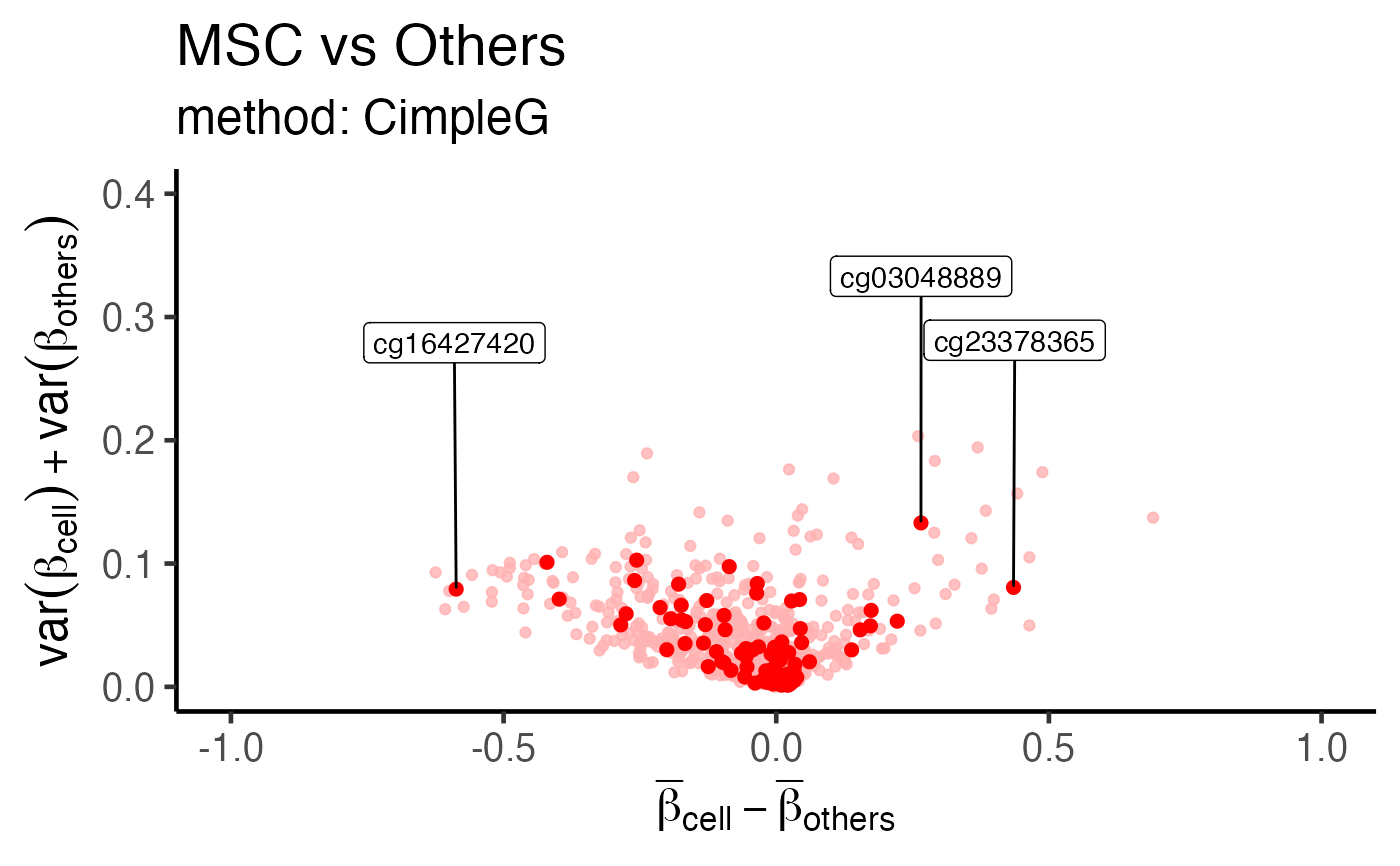 MSC vs Others
method: CimpleG
var(βcell) + var(βothers)
0.4
0.3
0.2
0.1
0.0
cg03048889
cg16427420
cg23378365
-1.0 -0.5 0.0 0.5 1.0
β̅cell − β̅others